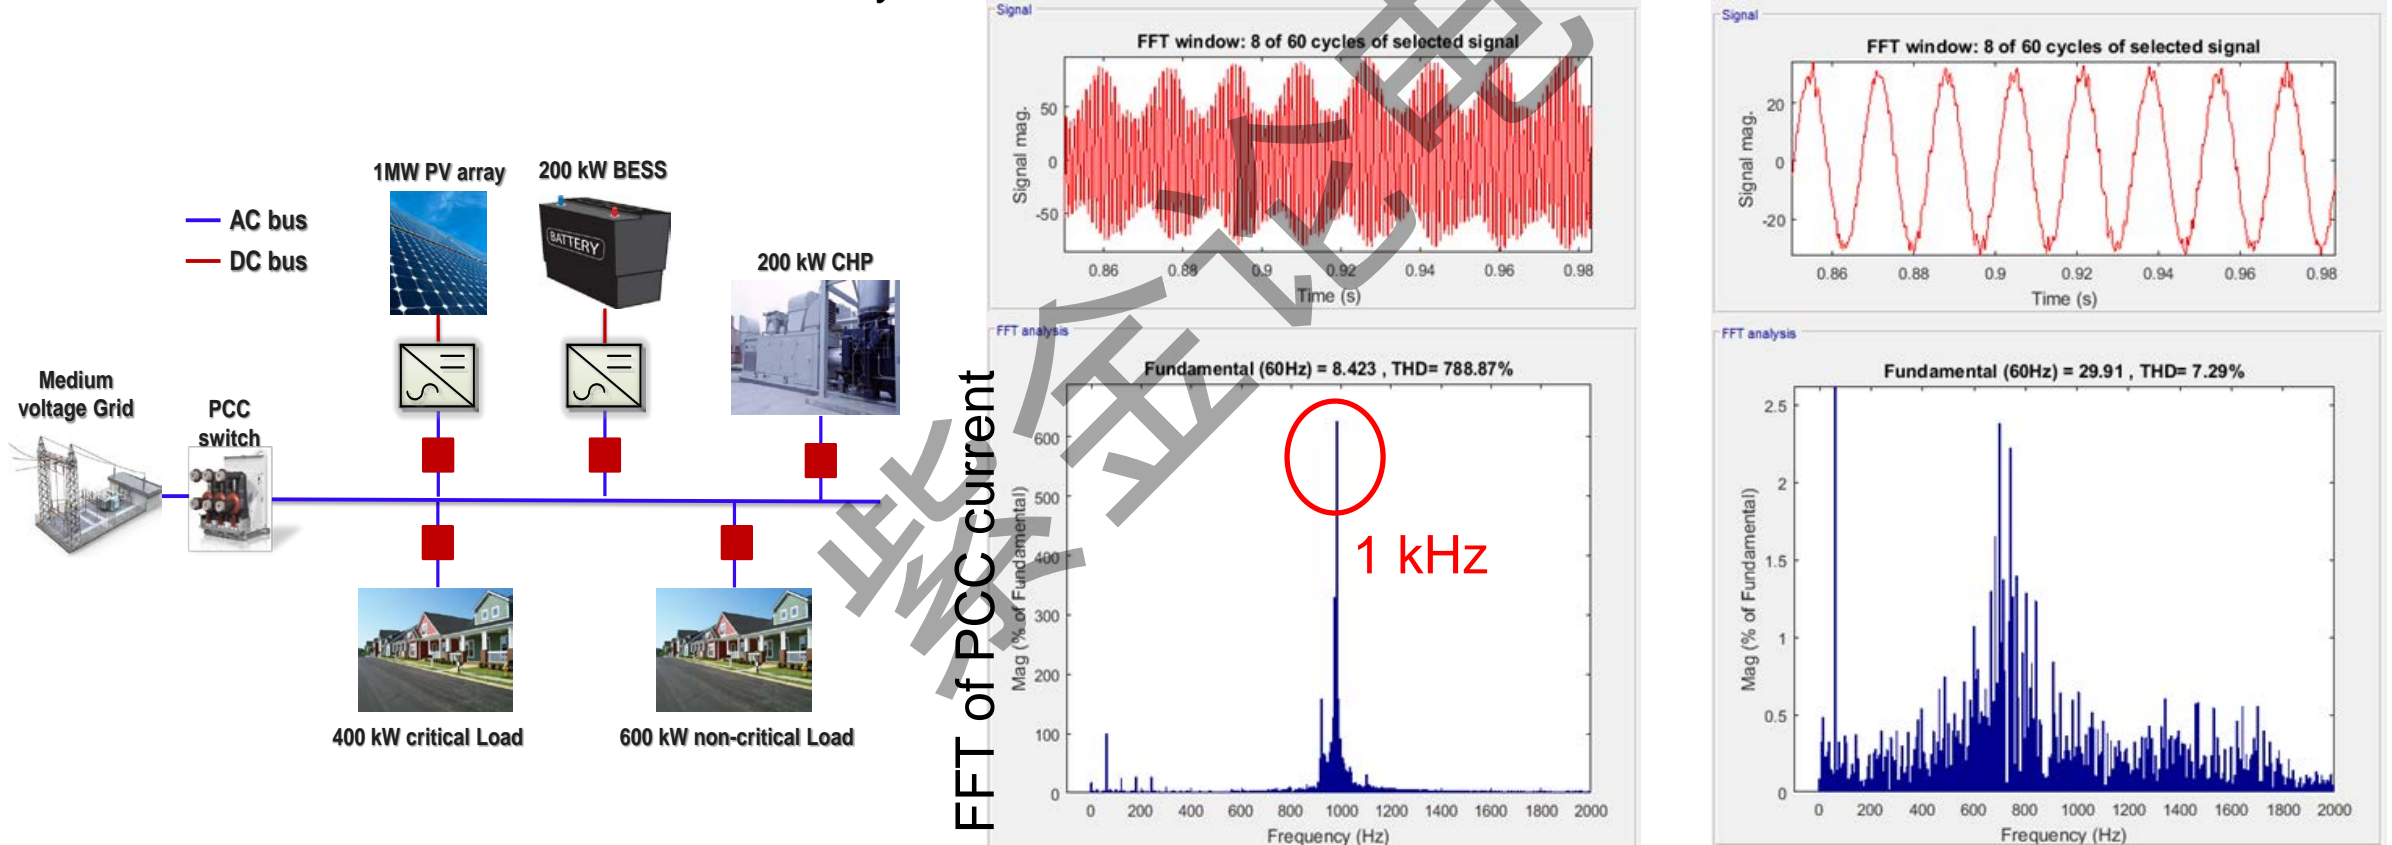 AC bus
DC bus
1MW PV array
200 kW BESS
BATTERY
200 kW CHP
Medium
voltage Grid
PCC
switch
400 kW critical Load
600 kW non-critical Load
FFT of PCC current
Signal
FFT window: 8 of 60 cycles of selected signal
Signal mag.
50
0
-50
0.86
0.88
0.9
0.92
0.94
0.96
0.98
Time (s)
FFT analysis
Fundamental (60Hz) = 8.423 , THD= 788.87%
Mag (% of Fundamental)
600
500
400
300
200
100
0
1 kHz
0
200
400
600
800
1000
1200
1400
1600
1800
2000
Frequency (Hz)
Signal
FFT window: 8 of 60 cycles of selected signal
Signal mag.
20
0
-20
0.86
0.88
0.9
0.92
0.94
0.96
0.98
Time (s)
FFT analysis
Fundamental (60Hz) = 29.91 , THD= 7.29%
Mag (% of Fundamental)
2.5
2
1.5
1
0.5
0
0
200
400
600
800
1000
1200
1400
1600
1800
2000
Frequency (Hz)
紫金论电